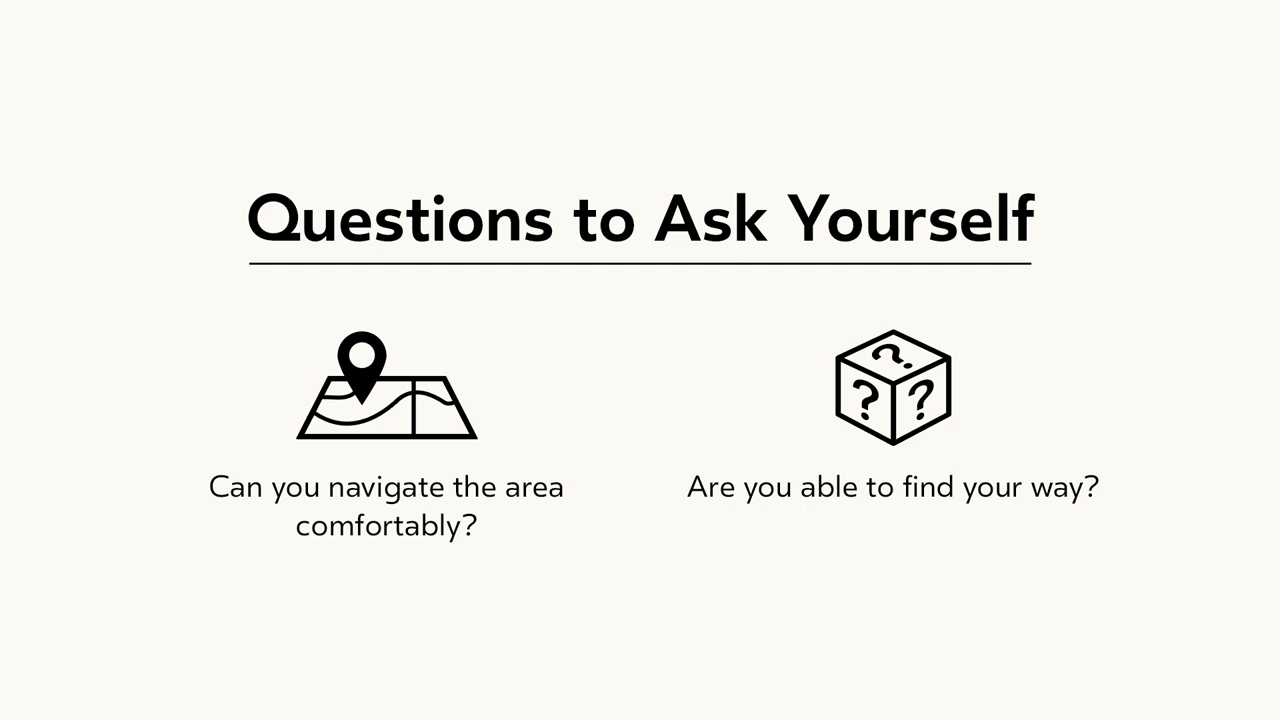 Questions to Ask Yourself
? ? ?
Can you navigate the area
comfortably?
Are you able to find your way?